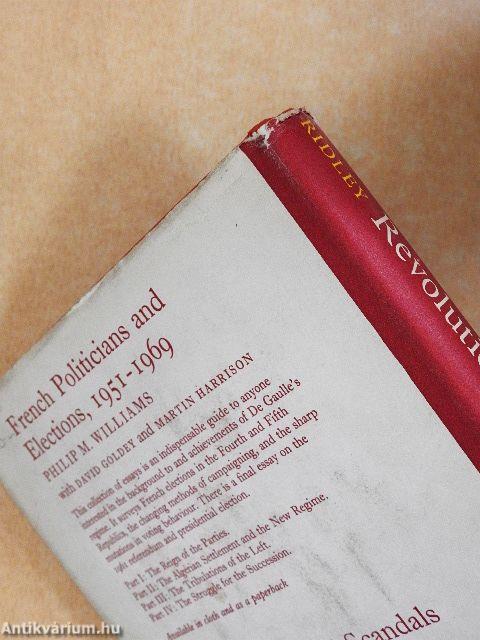 RIDLEY Revolutio
French Politicians and
Elections, 1951-1969
PHILIP M. WILLIAMS
with DAVID GOLDEY and MARTIN HARRISON
This collection of essays is an indispensable guide to anyone
interested in the background to and achievements of De Gaulle's
regime. It surveys French elections in the Fourth and Fifth
Republics, the changing methods of campaigning, and the sharp
mutations in voting behaviour. There is a final essay on the
1961 referendum and presidential election.
Part I: The Reign of the Parties.
Part II: The Algerian Settlement and the New Regime.
Part III: The Tribulations of the Left.
Part IV: The Struggle for the Succession.
Available in cloth and as a paperback
Scandals
Antikvárium.hu